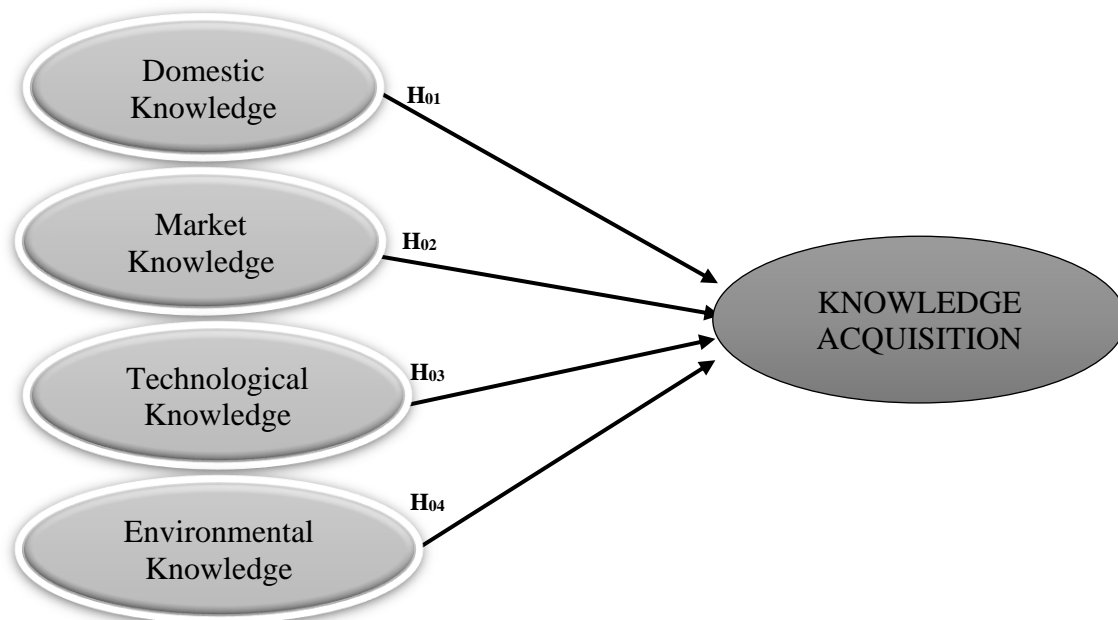 Domestic
Knowledge
H01
Market
Knowledge
H02
KNOWLEDGE
ACQUISITION
Technological
Knowledge
H03
Environmental
Knowledge
H04